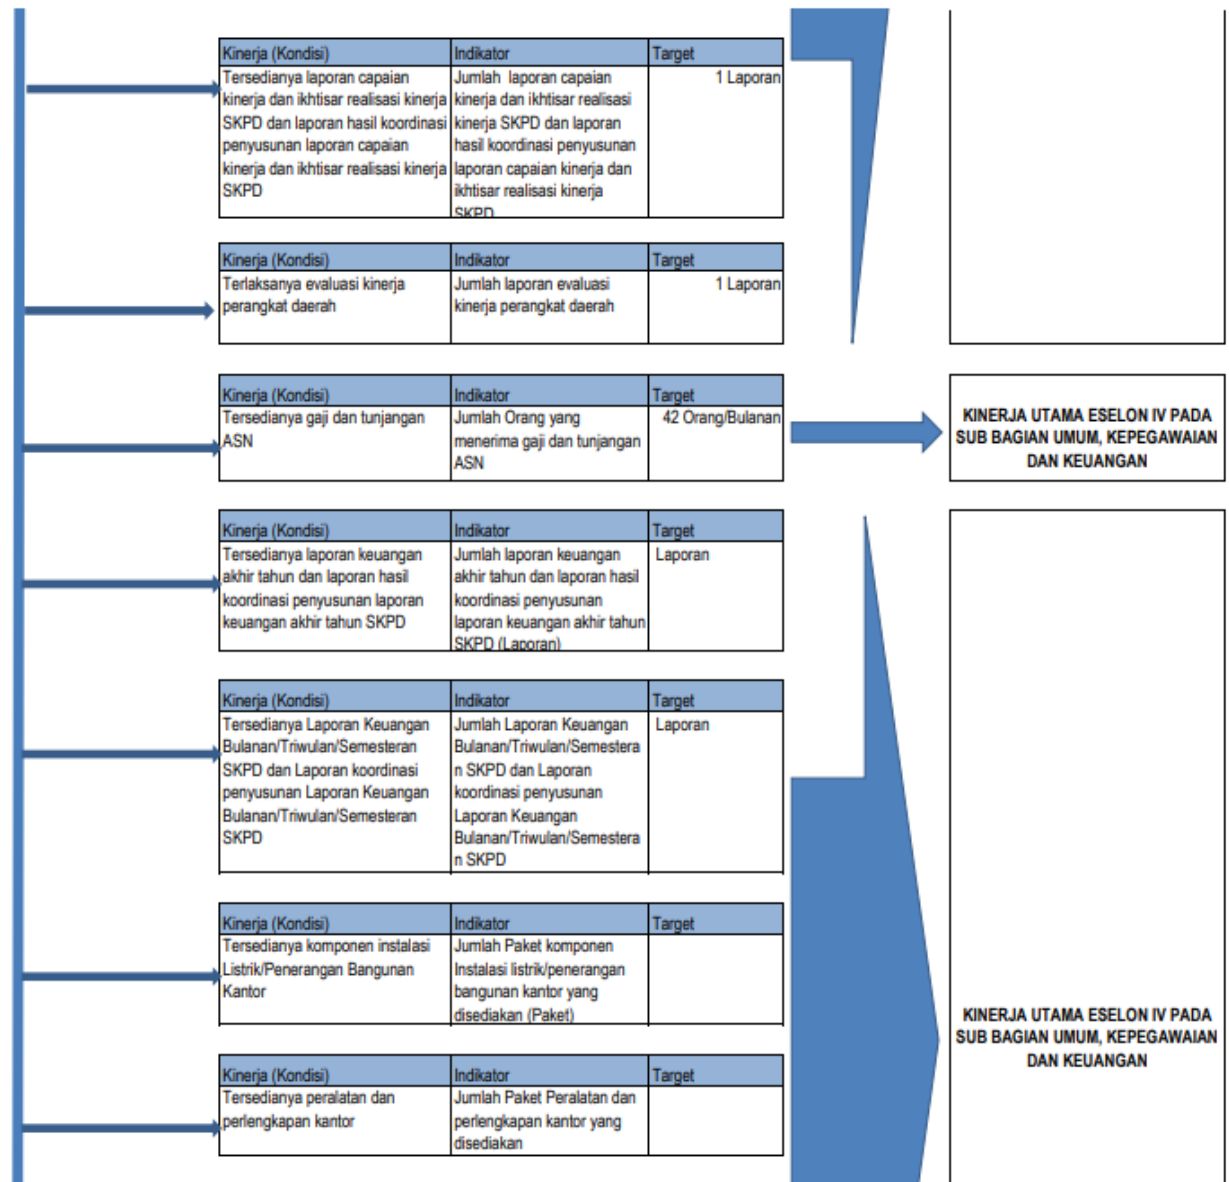 Kinerja (Kondisi) Indikator Target
Tersedianya laporan capaian
kinerja dan ikhtisar realisasi kinerja
SKPD dan laporan hasil koordinasi
penyusunan laporan capaian
kinerja dan ikhtisar realisasi kinerja
SKPD
Jumlah laporan capaian
kinerja dan ikhtisar realisasi
kinerja SKPD dan laporan
hasil koordinasi penyusunan
laporan capaian kinerja dan
ikhtisar realisasi kinerja
SKPD
1 Laporan
Kinerja (Kondisi) Indikator Target
Terlaksanya evaluasi kinerja
perangkat daerah
Jumlah laporan evaluasi
kinerja perangkat daerah
1 Laporan
Kinerja (Kondisi) Indikator Target
Tersedianya gaji dan tunjangan
ASN
Jumlah Orang yang
menerima gaji dan tunjangan
ASN
42 Orang/Bulanan
KINERJA UTAMA ESELON IV PADA
SUB BAGIAN UMUM, KEPEGAWAIAN
DAN KEUANGAN
Kinerja (Kondisi) Indikator Target
Tersedianya laporan keuangan
akhir tahun dan laporan hasil
koordinasi penyusunan laporan
keuangan akhir tahun SKPD
Jumlah laporan keuangan
akhir tahun dan laporan hasil
koordinasi penyusunan
laporan keuangan akhir tahun
SKPD (Laporan)
Laporan
Kinerja (Kondisi) Indikator Target
Tersedianya Laporan Keuangan
Bulanan/Triwulan/Semesteran
SKPD dan Laporan koordinasi
penyusunan Laporan Keuangan
Bulanan/Triwulan/Semesteran
SKPD
Jumlah Laporan Keuangan
Bulanan/Triwulan/Semestera
n SKPD dan Laporan
koordinasi penyusunan
Laporan Keuangan
Bulanan/Triwulan/Semestera
n SKPD
Laporan
Kinerja (Kondisi) Indikator Target
Tersedianya komponen instalasi
Listrik/Penerangan Bangunan
Kantor
Jumlah Paket komponen
Instalasi listrik/penerangan
bangunan kantor yang
disediakan (Paket)
KINERJA UTAMA ESELON IV PADA
SUB BAGIAN UMUM, KEPEGAWAIAN
DAN KEUANGAN
Kinerja (Kondisi) Indikator Target
Tersedianya peralatan dan
perlengkapan kantor
Jumlah Paket Peralatan dan
perlengkapan kantor yang
disediakan